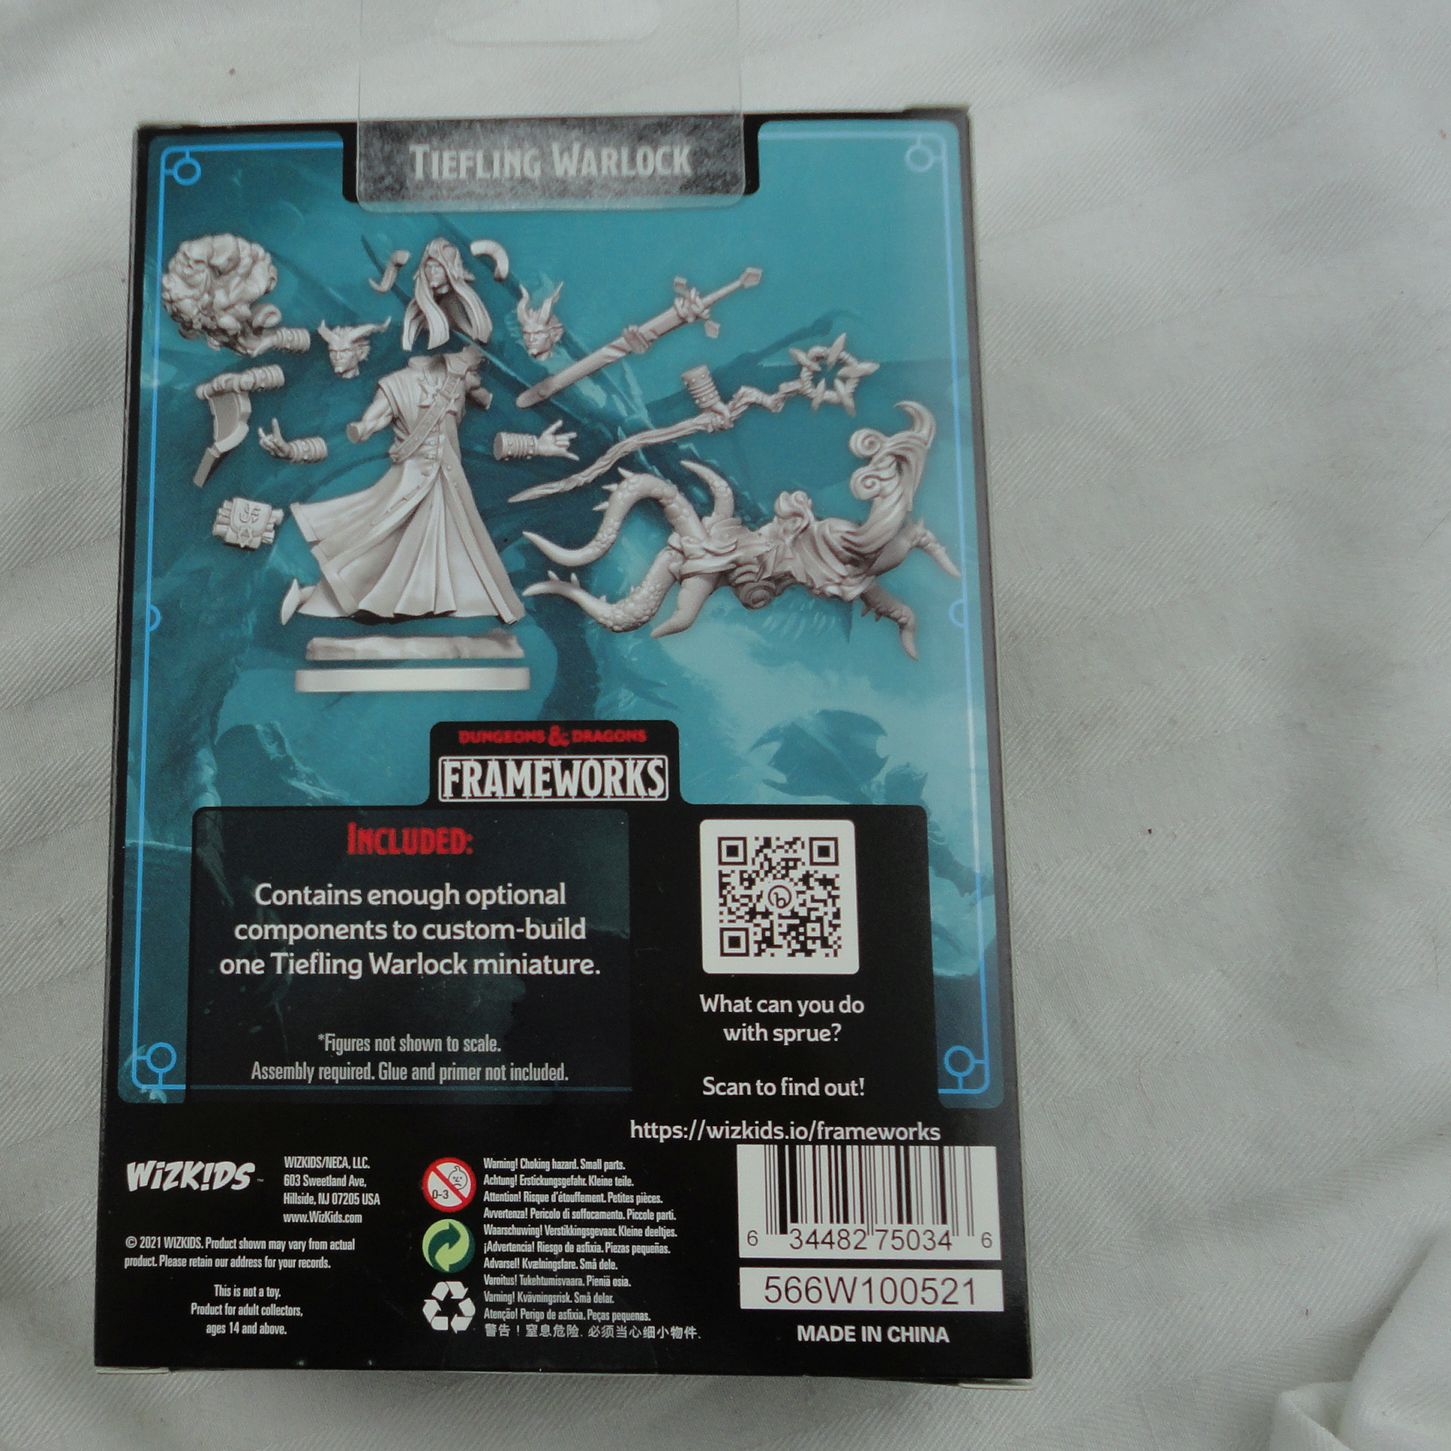 TIEFLING WARLOCK
DUNGEONS & DRAGONS
FRAMEWORKS
INCLUDED:
Contains enough optional
components to custom-build
one Tiefling Warlock miniature.
*Figures not shown to scale.
Assembly required. Glue and primer not included.
What can you do
with sprue?
Scan to find out!
https://wizkids.io/frameworks
WIZKIDS™
WIZKIDS/NECA, LLC.
603 Sweetland Ave,
Hillside, NJ 07205 USA
www.WizKids.com
© 2021 WIZKIDS. Product shown may vary from actual
product. Please retain our address for your records.
This is not a toy.
Product for adult collectors,
ages 14 and above.
0-3
Warning! Choking hazard. Small parts.
Achtung! Erstickungsgefahr. Kleine teile.
Attention! Risque d'étouffement. Petites pièces.
Avvertenza! Pericolo di soffocamento. Piccole parti.
Waarschuwing! Verstikkingsgevaar. Kleine deeltjes.
¡Advertencia! Riesgo de asfixia. Piezas pequeñas.
Advarsel! Kvælningsfare. Små dele.
Varoitus! Tukehtumisvaara. Pieniä osia.
Varning! Kvävningsrisk. Små delar.
Atenção! Perigo de asfixia. Peças pequenas.
警告！窒息危险. 必须当心细小物件.
6 34482 75034 6
566W100521
MADE IN CHINA